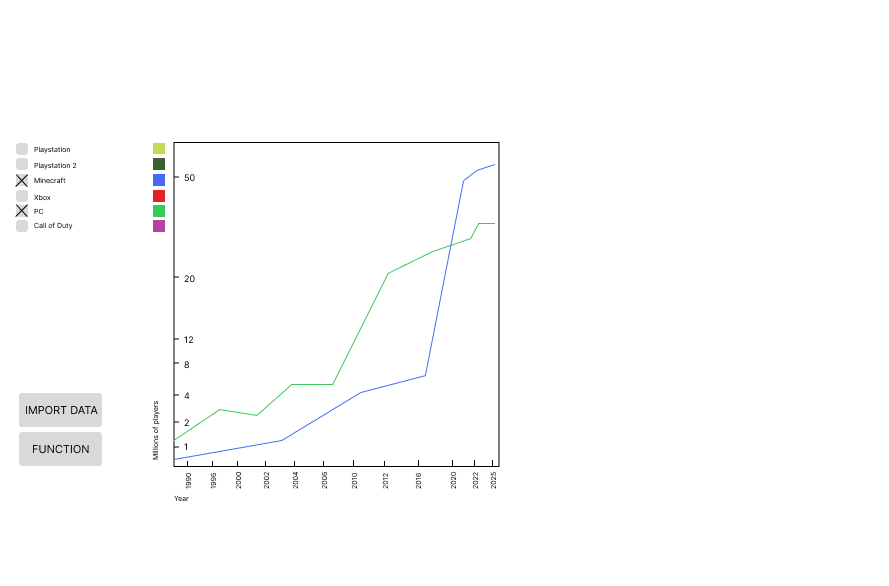 Playstation
Playstation 2
Minecraft
Xbox
PC
Call of Duty
IMPORT DATA
FUNCTION
Millions of players
50
20
12
8
4
2
1
1990
1996
2000
2002
2004
2006
2010
2012
2016
2020
2022
2025
Year